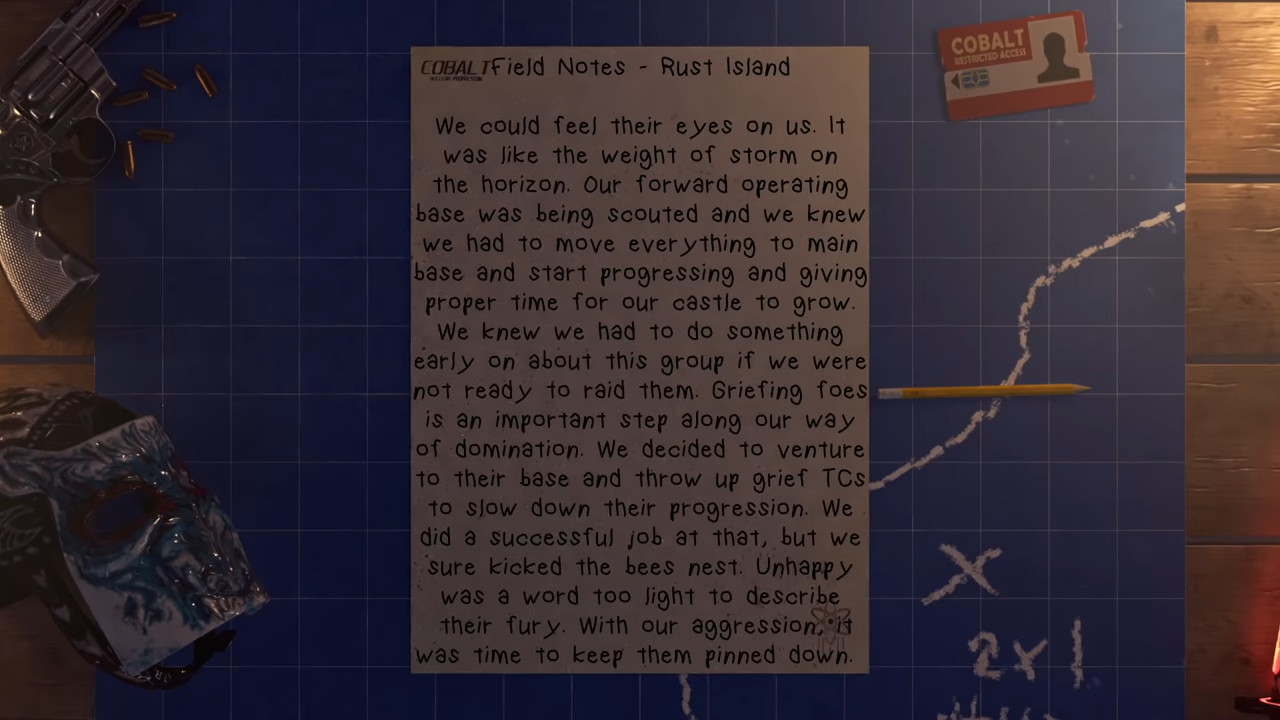 COBALT
Field Notes - Rust Island
We could feel their eyes on us. It
was like the weight of storm on
the horizon. Our forward operating
base was being scouted and we knew
we had to move everything to main
base and start progressing and giving
proper time for our castle to grow.
We knew we had to do something
early on about this group if we were
not ready to raid them. Griefing foes
is an important step along our way
of domination. We decided to venture
to their base and throw up grief TCs
to slow down their progression. We
did a successful job at that, but we
sure kicked the bees nest. Unhappy
was a word too light to describe
their fury. With our aggression, it
was time to keep them pinned down.
COBALT
RESTRICTED ACCESS
X
2x1